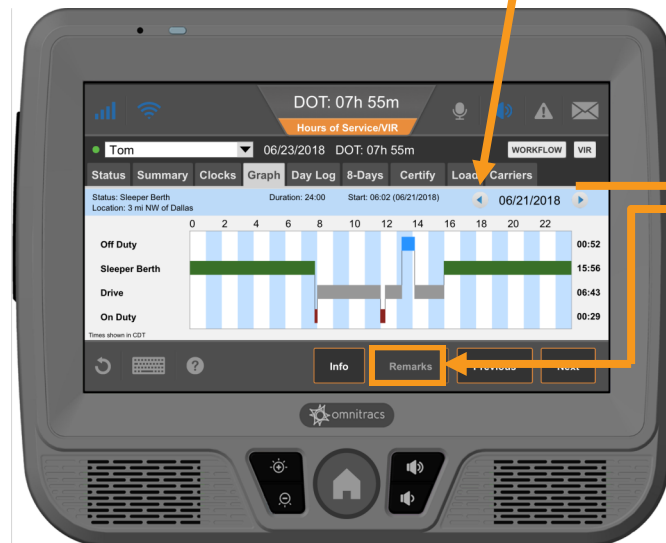 DOT: 07h 55m
Hours of Service/VIR
Tom 06/23/2018 DOT: 07h 55m WORKFLOW VIR
Status Summary Clocks Graph Day Log 8-Days Certify Load Carriers
Status: Sleeper Berth Duration: 24:00 Start: 06:02 (06/21/2018) 06/21/2018
Location: 3 mi NW of Dallas
0 2 4 6 8 10 12 14 16 18 20 22
Off Duty 00:52
Sleeper Berth 15:56
Drive 06:43
On Duty 00:29
Times shown in CDT
? Info Remarks Previous Next
omnitracs